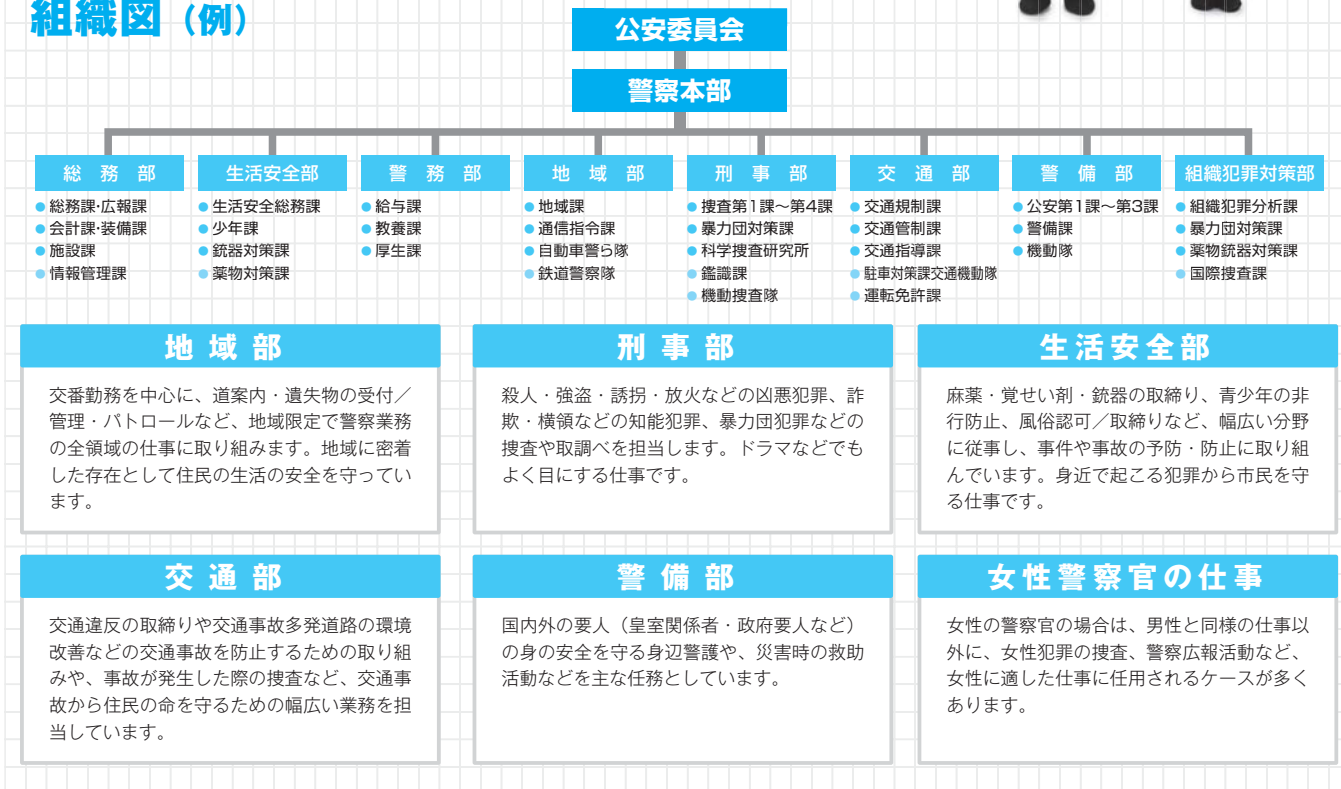 組織図（例）
公安委員会
警察本部
総務部
●総務課・広報課
●会計課・装備課
●施設課
●情報管理課
生活安全部
●生活安全総務課
●少年課
●銃器対策課
●薬物対策課
警務部
●給与課
●教養課
●厚生課
地域部
●地域課
●通信指令課
●自動車警ら隊
●鉄道警察隊
刑事部
●捜査第1課〜第4課
●暴力団対策課
●科学捜査研究所
●鑑識課
●機動捜査隊
交通部
●交通規制課
●交通管制課
●交通指導課
●駐車対策課交通機動隊
●運転免許課
警備部
●公安第1課〜第3課
●警備課
●機動隊
組織犯罪対策部
●組織犯罪分析課
●暴力団対策課
●薬物銃器対策課
●国際捜査課
地域部
交番勤務を中心に、道案内・遺失物の受付／
管理・パトロールなど、地域限定で警察業務
の全領域の仕事に取り組みます。地域に密着
した存在として住民の生活の安全を守ってい
ます。
刑事部
殺人・強盗・誘拐・放火などの凶悪犯罪、詐
欺・横領などの知能犯罪、暴力団犯罪などの
捜査や取調べを担当します。ドラマなどでも
よく目にする仕事です。
生活安全部
麻薬・覚せい剤・銃器の取締り、青少年の非
行防止、風俗認可／取締りなど、幅広い分野
に従事し、事件や事故の予防・防止に取り組
んでいます。身近で起こる犯罪から市民を守
る仕事です。
交通部
交通違反の取締りや交通事故多発道路の環境
改善などの交通事故を防止するための取り組
みや、事故が発生した際の捜査など、交通事
故から住民の命を守るための幅広い業務を担
当しています。
警備部
国内外の要人（皇室関係者・政府要人など）
の身の安全を守る身辺警護や、災害時の救助
活動などを主な任務としています。
女性警察官の仕事
女性の警察官の場合は、男性と同様の仕事以
外に、女性犯罪の捜査、警察広報活動など、
女性に適した仕事に任用されるケースが多く
あります。